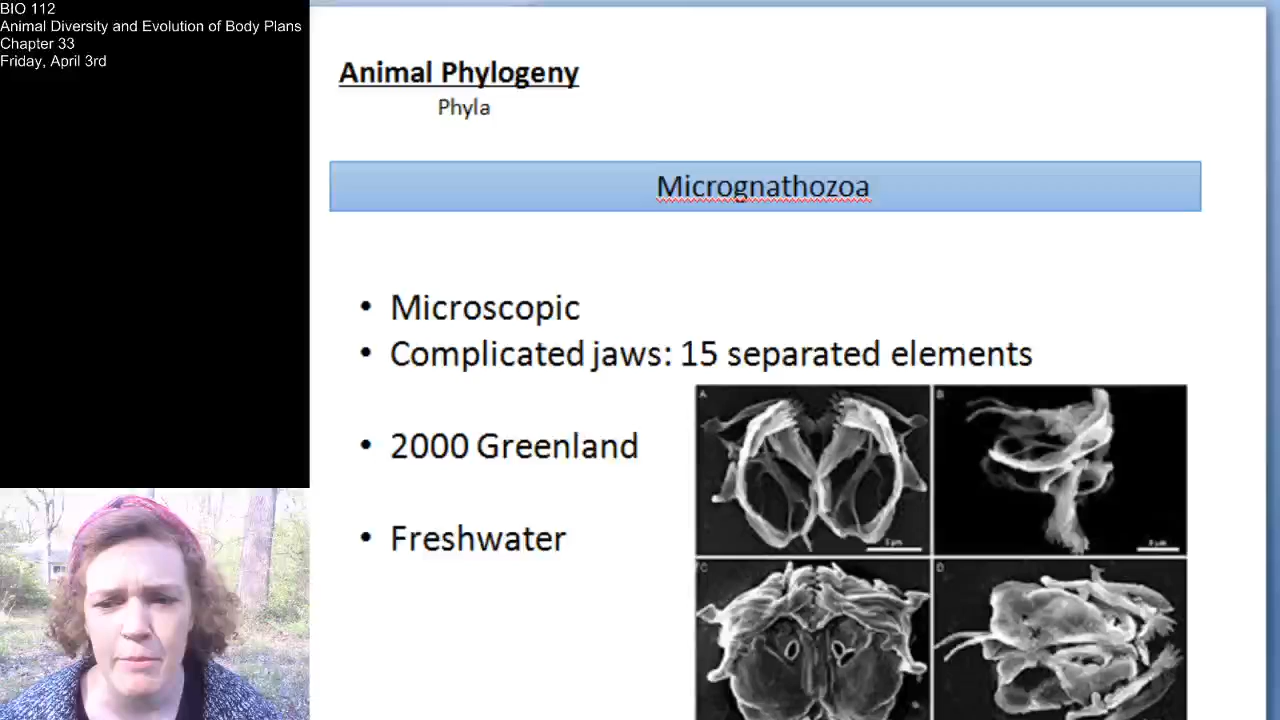 BIO 112
Animal Diversity and Evolution of Body Plans
Chapter 33
Friday, April 3rd
Animal Phylogeny
Phyla
Micrognathozoa
• Microscopic
• Complicated jaws: 15 separated elements
• 2000 Greenland
• Freshwater
A
B
C
D